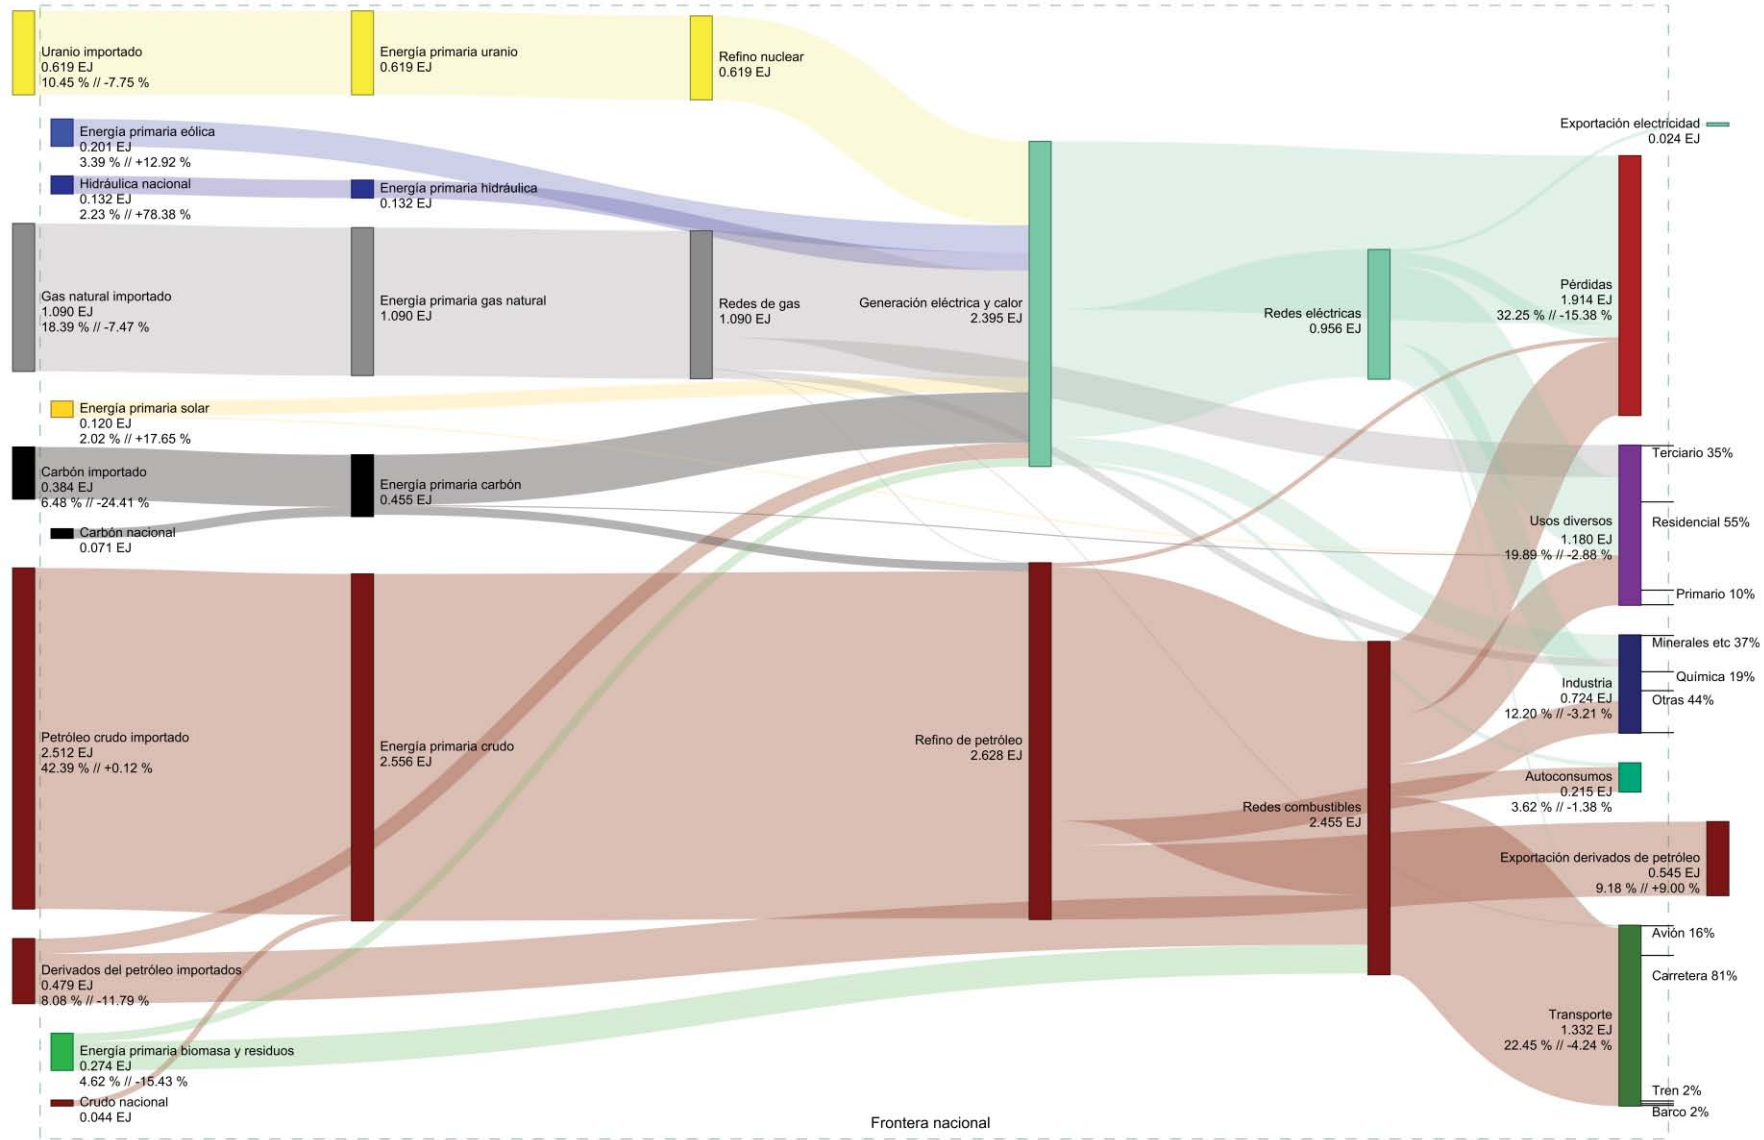 Uranio importado
0.619 EJ
10.45 % // -7.75 %
Energía primaria uranio
0.619 EJ
Refino nuclear
0.619 EJ
Energía primaria eólica
0.201 EJ
3.39 % // +12.92 %
Hidráulica nacional
0.132 EJ
2.23 % // +78.38 %
Energía primaria hidráulica
0.132 EJ
Gas natural importado
1.090 EJ
18.39 % // -7.47 %
Energía primaria gas natural
1.090 EJ
Redes de gas
1.090 EJ
Generación eléctrica y calor
2.395 EJ
Redes eléctricas
0.956 EJ
Exportación electricidad
0.024 EJ
Pérdidas
1.914 EJ
32.25 % // -15.38 %
Energía primaria solar
0.120 EJ
2.02 % // +17.65 %
Carbón importado
0.384 EJ
6.48 % // -24.41 %
Energía primaria carbón
0.455 EJ
Carbón nacional
0.071 EJ
Terciario 35%
Usos diversos
1.180 EJ
19.89 % // -2.88 %
Residencial 55%
Primario 10%
Minerales etc 37%
Química 19%
Otras 44%
Industria
0.724 EJ
12.20 % // -3.21 %
Petróleo crudo importado
2.512 EJ
42.39 % // +0.12 %
Energía primaria crudo
2.556 EJ
Refino de petróleo
2.628 EJ
Redes combustibles
2.455 EJ
Autoconsumos
0.215 EJ
3.62 % // -1.38 %
Exportación derivados de petróleo
0.545 EJ
9.18 % // +9.00 %
Derivados del petróleo importados
0.479 EJ
8.08 % // -11.79 %
Avión 16%
Carretera 81%
Transporte
1.332 EJ
22.45 % // -4.24 %
Tren 2%
Barco 2%
Energía primaria biomasa y residuos
0.274 EJ
4.62 % // -15.43 %
Crudo nacional
0.044 EJ
Frontera nacional